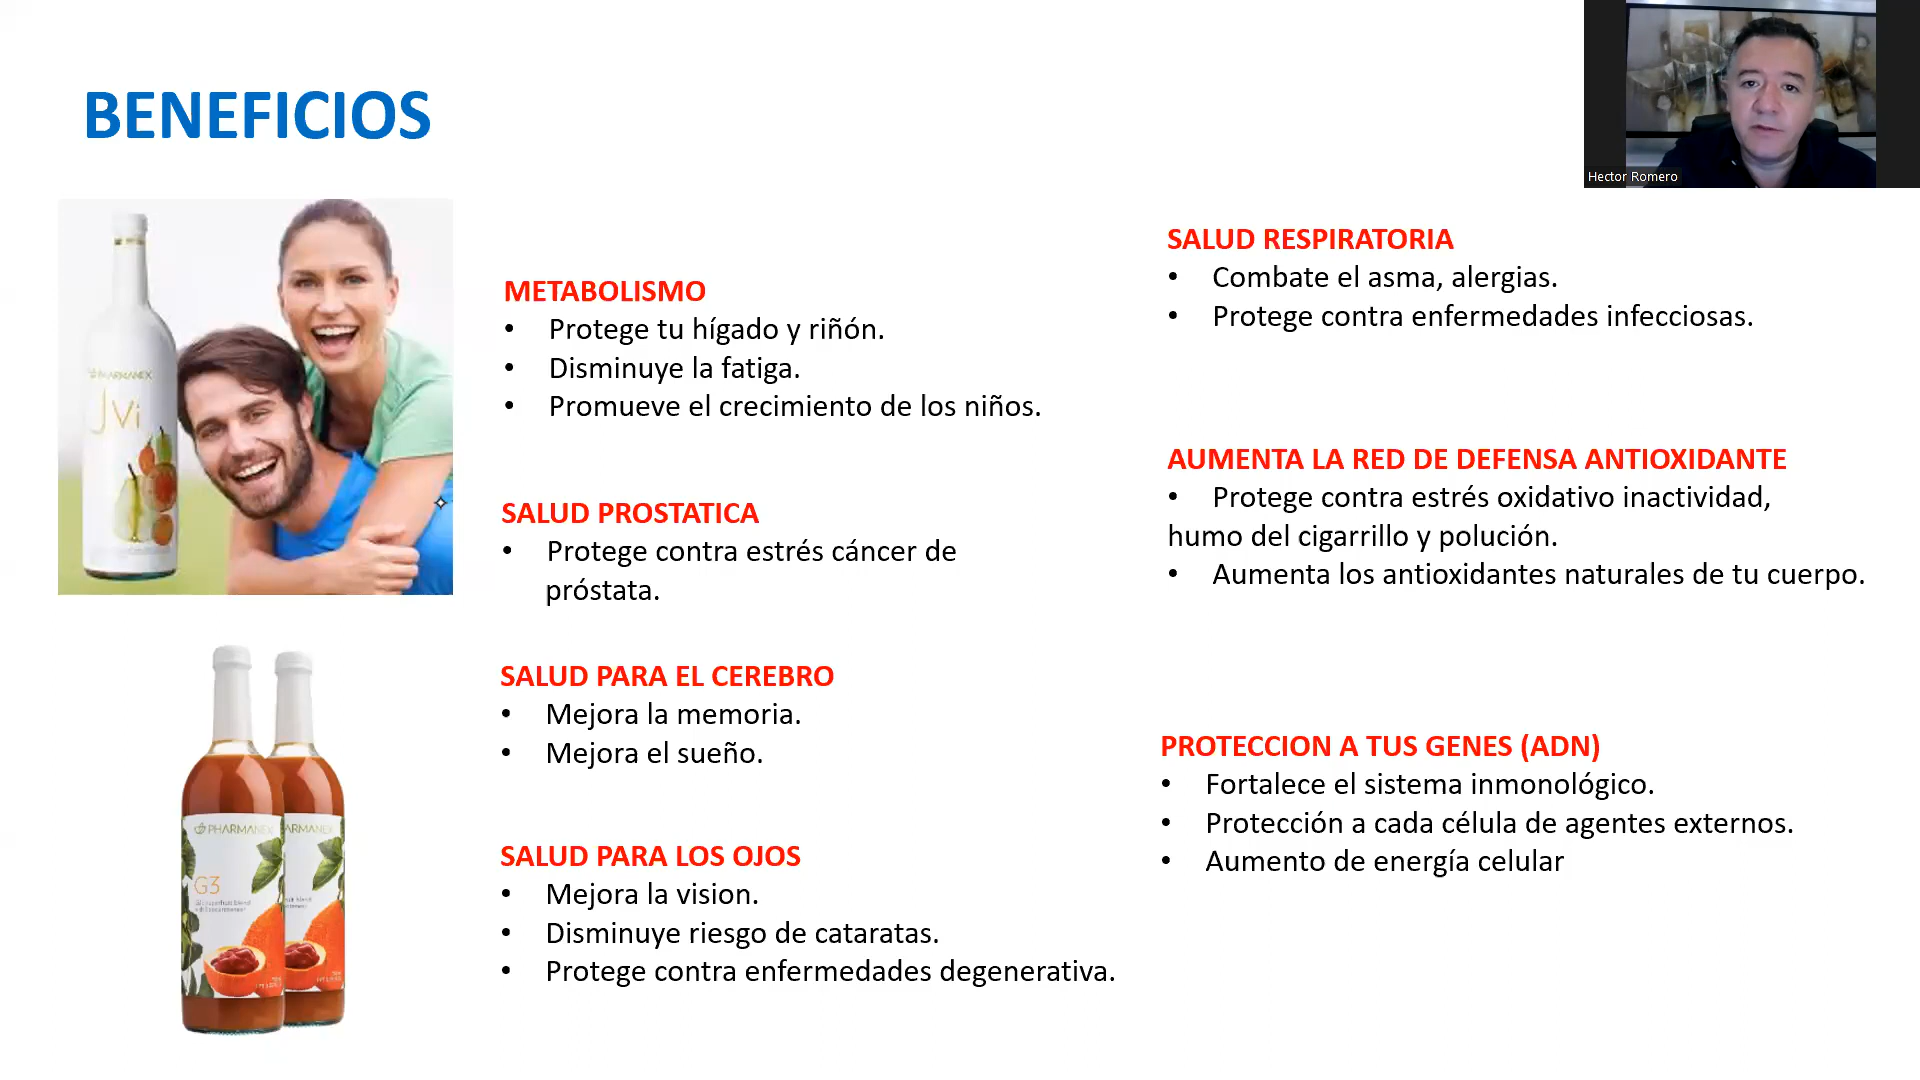 BENEFICIOS
Hector Romero
PHARMANEX
JVi
METABOLISMO
• Protege tu hígado y riñón.
• Disminuye la fatiga.
• Promueve el crecimiento de los niños.
SALUD PROSTATICA
• Protege contra estrés cáncer de
próstata.
SALUD PARA EL CEREBRO
• Mejora la memoria.
• Mejora el sueño.
SALUD PARA LOS OJOS
• Mejora la vision.
• Disminuye riesgo de cataratas.
• Protege contra enfermedades degenerativa.
SALUD RESPIRATORIA
• Combate el asma, alergias.
• Protege contra enfermedades infecciosas.
AUMENTA LA RED DE DEFENSA ANTIOXIDANTE
• Protege contra estrés oxidativo inactividad,
humo del cigarrillo y polución.
• Aumenta los antioxidantes naturales de tu cuerpo.
PROTECCION A TUS GENES (ADN)
• Fortalece el sistema inmonológico.
• Protección a cada célula de agentes externos.
• Aumento de energía celular
PHARMANEX
ARMANEX
G3